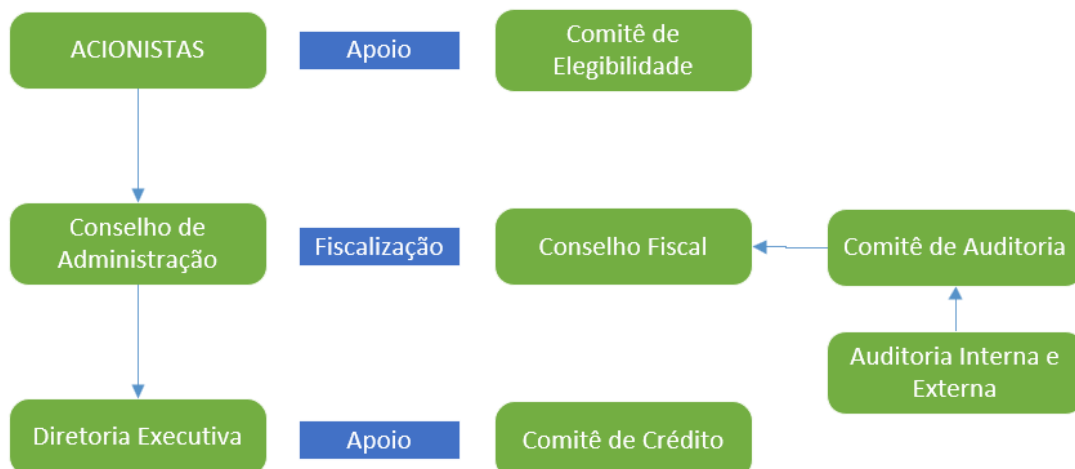 ACIONISTAS
Apoio
Comitê de
Elegibilidade
Conselho de
Administração
Fiscalização
Conselho Fiscal
Comitê de Auditoria
Auditoria Interna e
Externa
Diretoria Executiva
Apoio
Comitê de Crédito